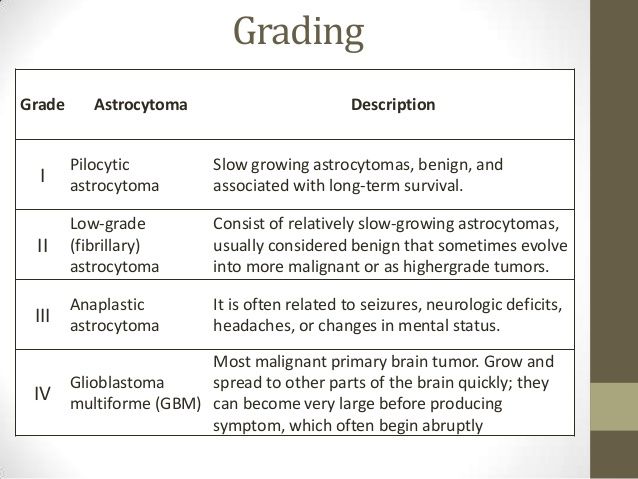 Grading
Grade Astrocytoma Description
I Pilocytic astrocytoma Slow growing astrocytomas, benign, and
associated with long-term survival.
II Low-grade (fibrillary) astrocytoma Consist of relatively slow-growing astrocytomas,
usually considered benign that sometimes evolve
into more malignant or as highergrade tumors.
III Anaplastic astrocytoma It is often related to seizures, neurologic deficits,
headaches, or changes in mental status.
IV Glioblastoma multiforme (GBM) Most malignant primary brain tumor. Grow and
spread to other parts of the brain quickly; they
can become very large before producing
symptom, which often begin abruptly